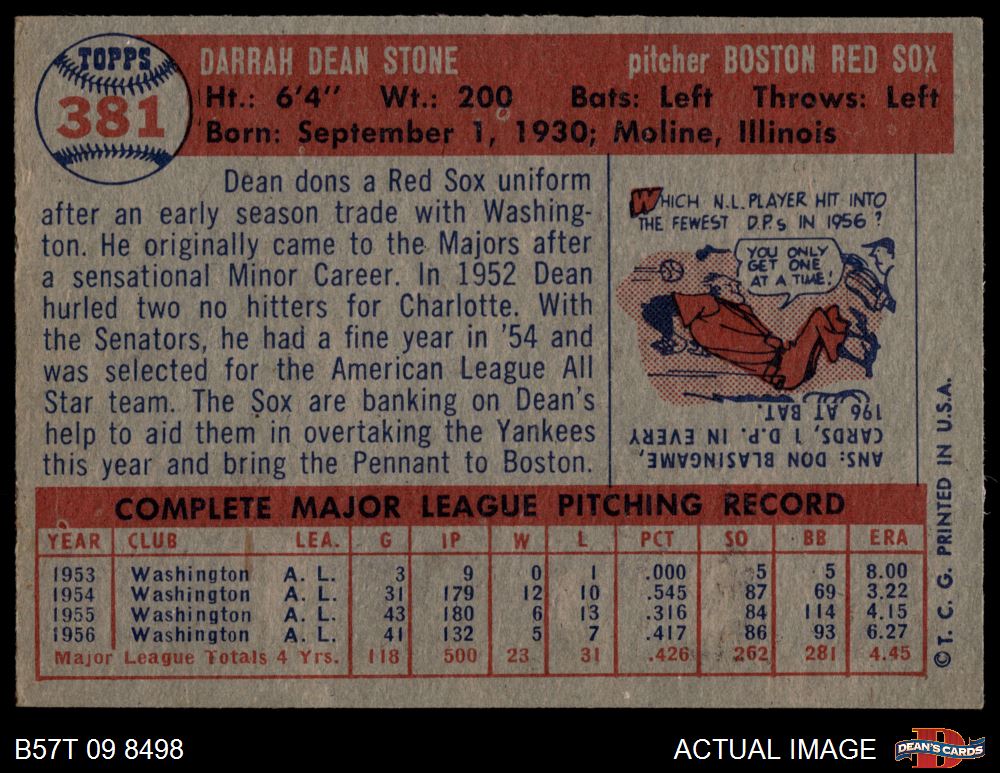 TOPPS
381
DARRAH DEAN STONE pitcher BOSTON RED SOX
Ht.: 6'4" Wt.: 200 Bats: Left Throws: Left
Born: September 1, 1930; Moline, Illinois
Dean dons a Red Sox uniform
after an early season trade with Washing-
ton. He originally came to the Majors after
a sensational Minor Career. In 1952 Dean
hurled two no hitters for Charlotte. With
the Senators, he had a fine year in '54 and
was selected for the American League All
Star team. The Sox are banking on Dean's
help to aid them in overtaking the Yankees
this year and bring the Pennant to Boston.
WHICH N.L. PLAYER HIT INTO
THE FEWEST D.P.s IN 1956?
YOU ONLY
GET ONE
AT A TIME!
ANS: DON BLASINGAME,
CARDS, 1 D.P. IN EVERY
196 AT BAT.
COMPLETE MAJOR LEAGUE PITCHING RECORD
YEAR CLUB LEA. G IP W L PCT SO BB ERA
1953 Washington A. L. 3 9 0 1 .000 5 5 8.00
1954 Washington A. L. 31 179 12 10 .545 87 69 3.22
1955 Washington A. L. 43 180 6 13 .316 84 114 4.15
1956 Washington A. L. 41 132 5 7 .417 86 93 6.27
Major League Totals 4 Yrs. 118 500 23 31 .426 262 281 4.45
© T. C. G. PRINTED IN U.S.A.
B57T 09 8498 ACTUAL IMAGE
D
DEAN'S CARDS